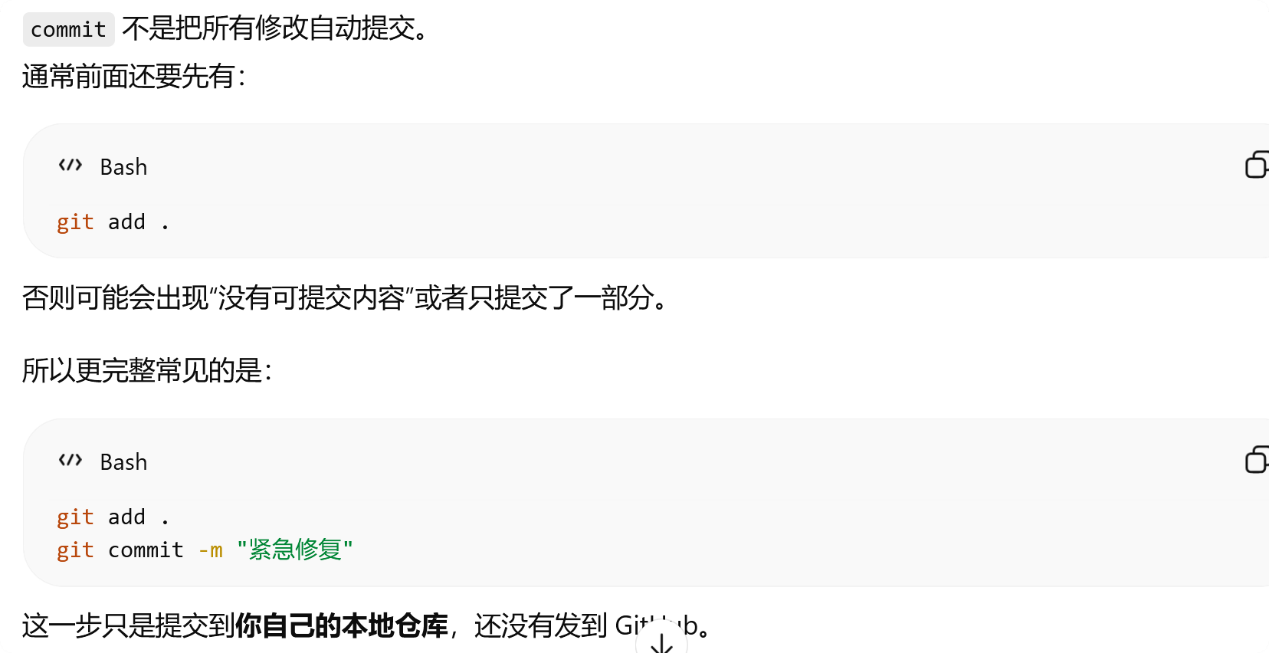 commit 不是把所有修改自动提交。
通常前面还要先有：
Bash
git add .
否则可能会出现“没有可提交内容”或者只提交了一部分。
所以更完整常见的是：
Bash
git add .
git commit -m "紧急修复"
这一步只是提交到你自己的本地仓库，还没有发到 GitHub。